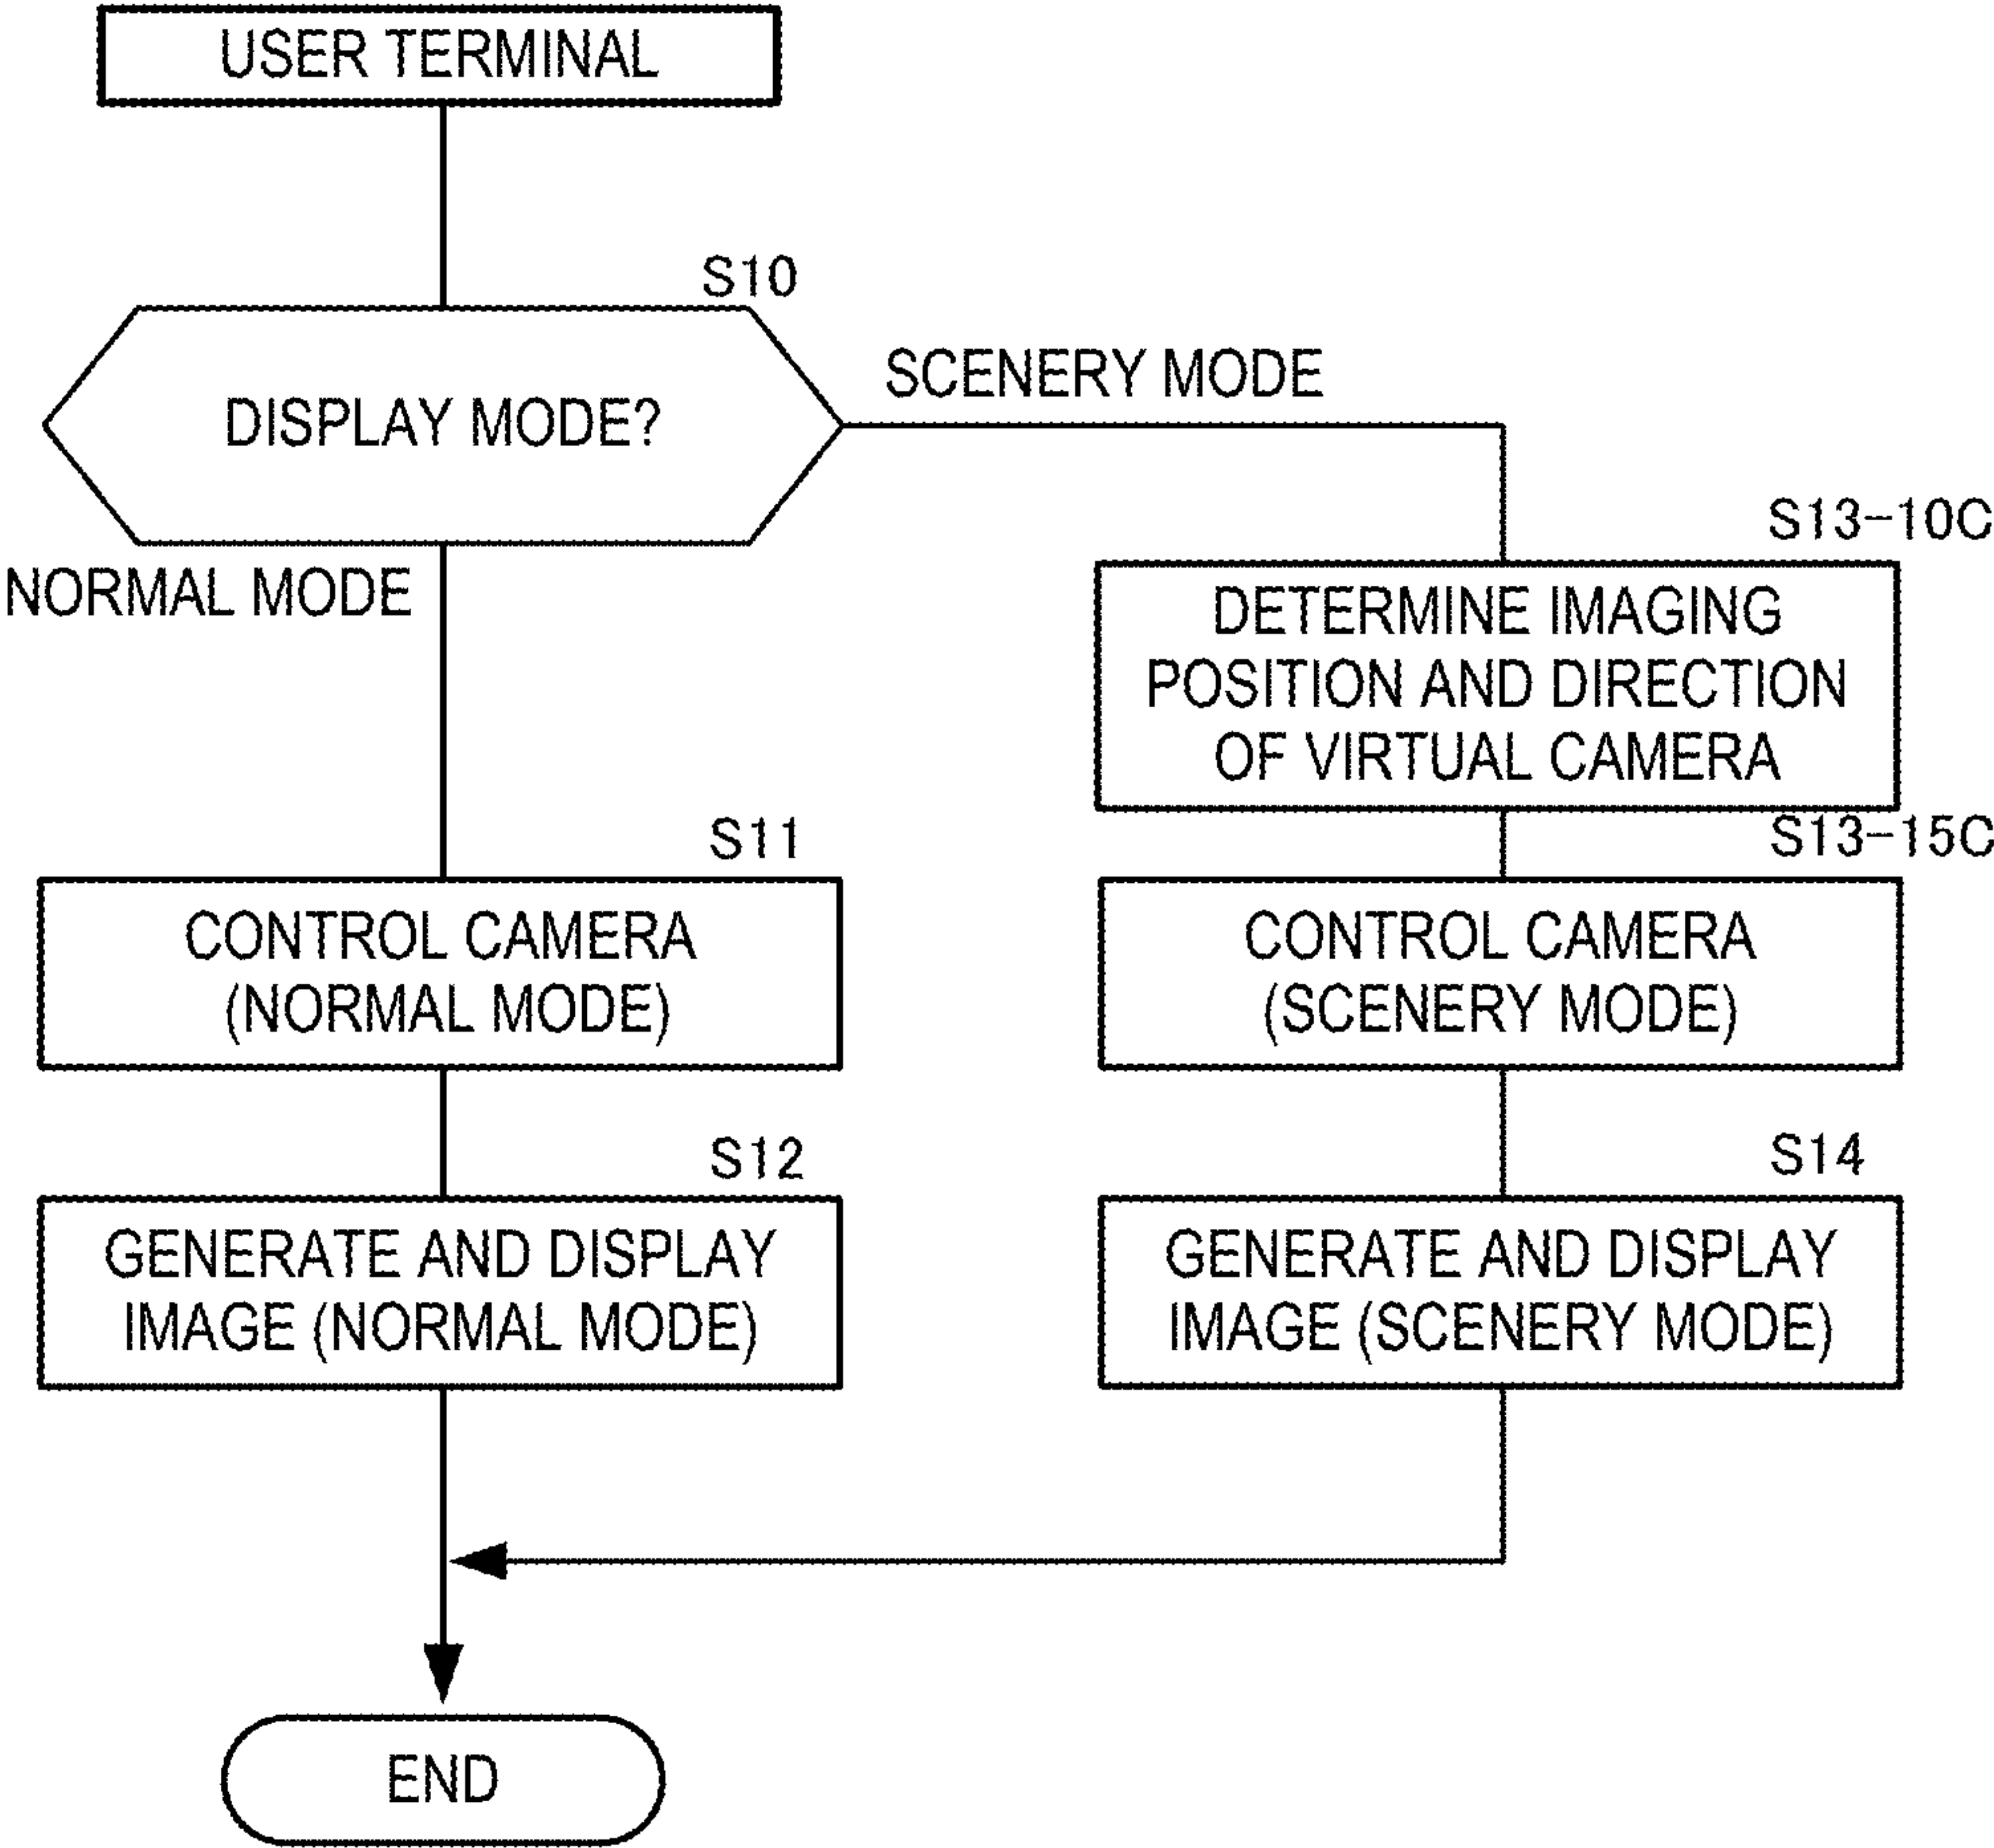 USER TERMINAL
S10
DISPLAY MODE?
SCENERY MODE
NORMAL MODE
S13-10C
DETERMINE IMAGING
POSITION AND DIRECTION
OF VIRTUAL CAMERA
S11
CONTROL CAMERA
(NORMAL MODE)
S13-15C
CONTROL CAMERA
(SCENERY MODE)
S12
GENERATE AND DISPLAY
IMAGE (NORMAL MODE)
S14
GENERATE AND DISPLAY
IMAGE (SCENERY MODE)
END